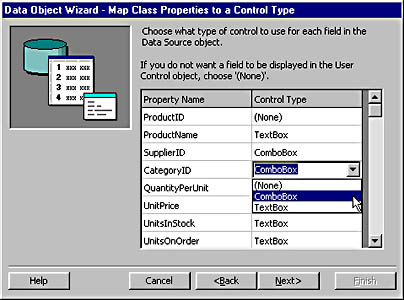 Data Object Wizard - Map Class Properties to a Control Type
Choose what type of control to use for each field in the
Data Source object.
If you do not want a field to be displayed in the User
Control object, choose '(None)'.
1 xxx xxx
2 xxx xxx
3 xxx xxx
4 xxx xxx
Property Name Control Type
ProductID (None)
ProductName TextBox
SupplierID ComboBox
CategoryID ComboBox
QuantityPerUnit (None)
ComboBox
UnitPrice TextBox
UnitsInStock TextBox
UnitsOnOrder TextBox
Help Cancel <Back Next> Finish